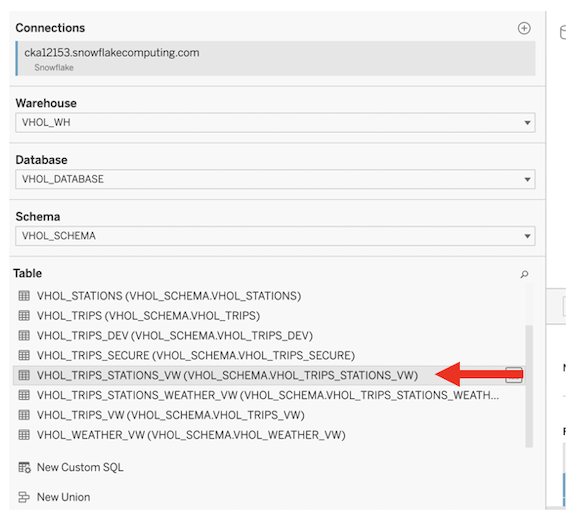 Connections
cka12153.snowflakecomputing.com
Snowflake
Warehouse
VHOL_WH
Database
VHOL_DATABASE
Schema
VHOL_SCHEMA
Table
VHOL_STATIONS (VHOL_SCHEMA.VHOL_STATIONS)
VHOL_TRIPS (VHOL_SCHEMA.VHOL_TRIPS)
VHOL_TRIPS_DEV (VHOL_SCHEMA.VHOL_TRIPS_DEV)
VHOL_TRIPS_SECURE (VHOL_SCHEMA.VHOL_TRIPS_SECURE)
VHOL_TRIPS_STATIONS_VW (VHOL_SCHEMA.VHOL_TRIPS_STATIONS_VW)
VHOL_TRIPS_STATIONS_WEATHER_VW (VHOL_SCHEMA.VHOL_TRIPS_STATIONS_WEATH...
VHOL_TRIPS_VW (VHOL_SCHEMA.VHOL_TRIPS_VW)
VHOL_WEATHER_VW (VHOL_SCHEMA.VHOL_WEATHER_VW)
New Custom SQL
New Union